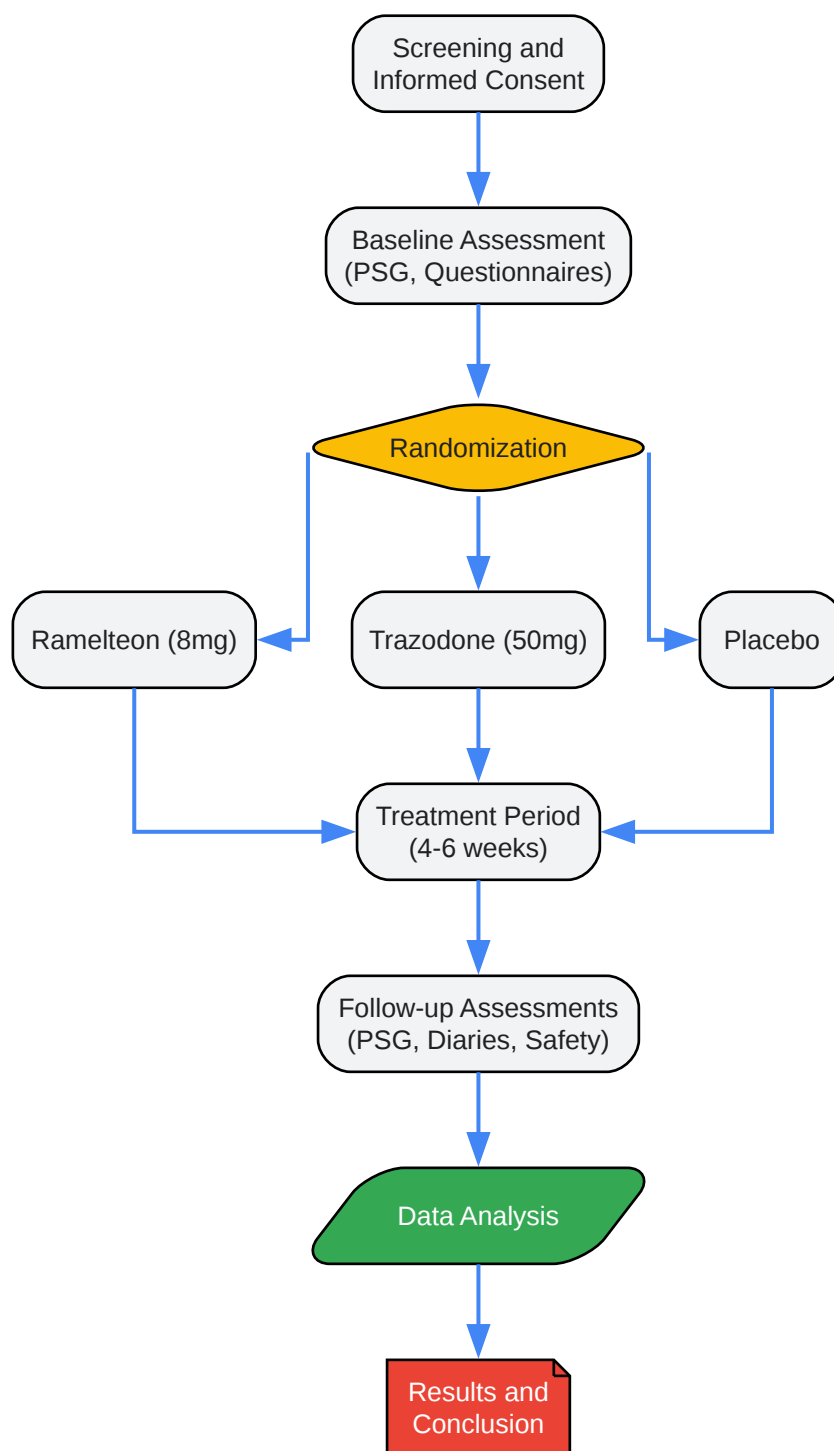 Screening and
Informed Consent
Baseline Assessment
(PSG, Questionnaires)
Randomization
Ramelteon (8mg)
Trazodone (50mg)
Placebo
Treatment Period
(4-6 weeks)
Follow-up Assessments
(PSG, Diaries, Safety)
Data Analysis
Results and
Conclusion